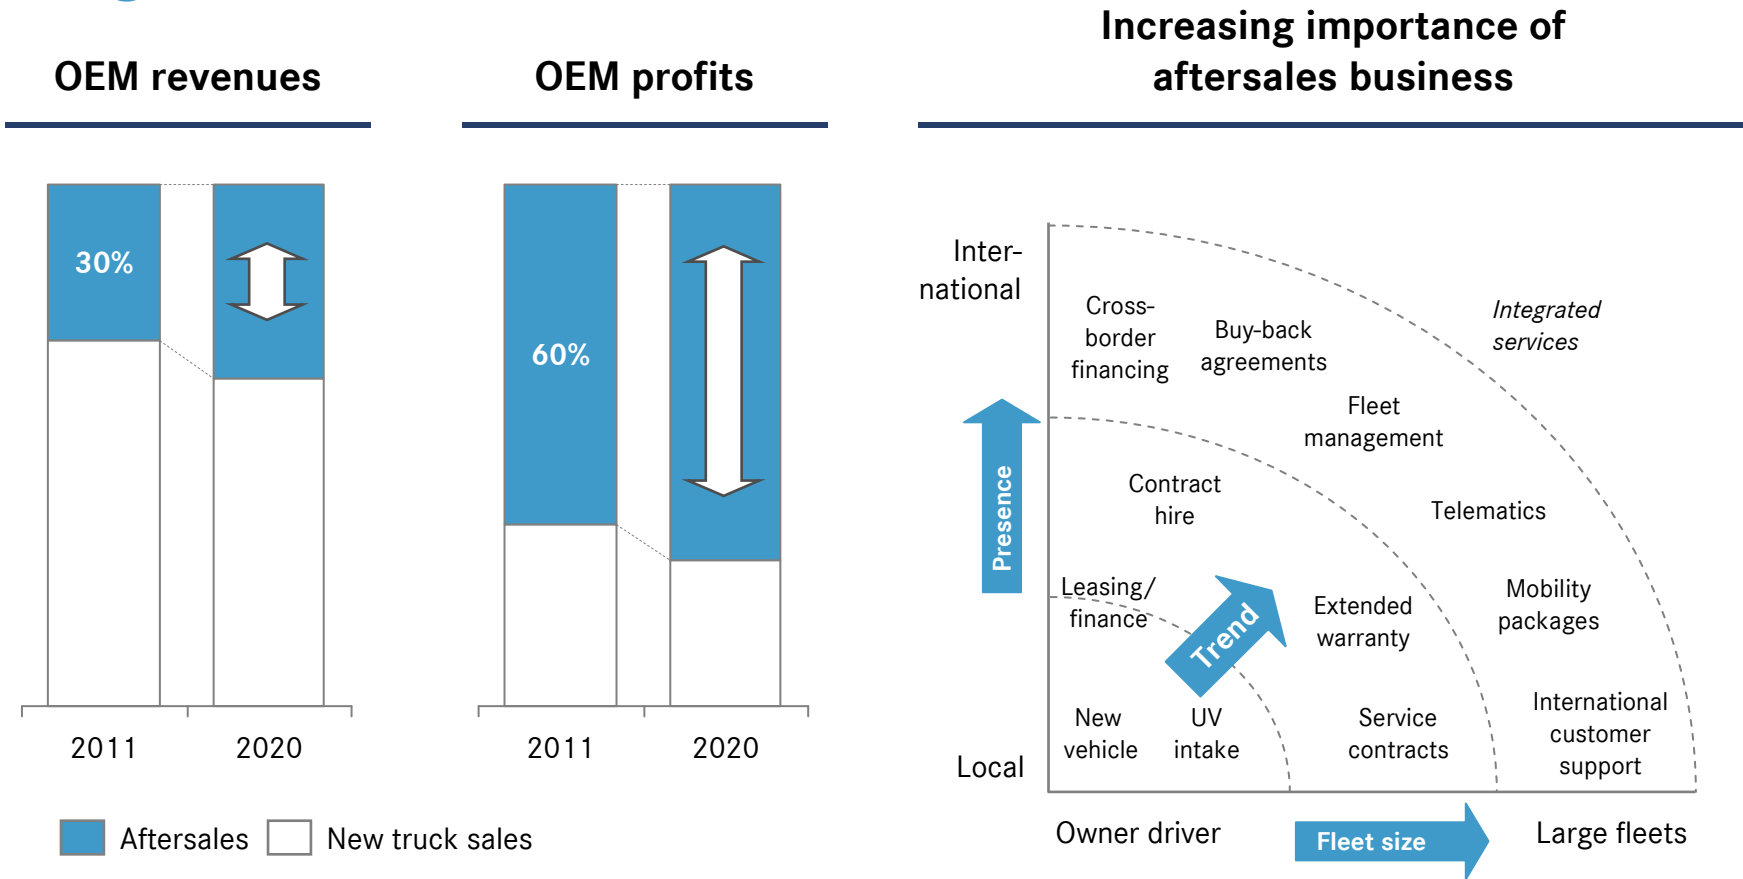 OEM revenues
OEM profits
Increasing importance of
aftersales business
30%
60%
2011
2020
2011
2020
Aftersales
New truck sales
Inter-
national
Local
Presence
Cross-
border
financing
Buy-back
agreements
Integrated
services
Fleet
management
Contract
hire
Telematics
Leasing/
finance
Trend
Extended
warranty
Mobility
packages
New
vehicle
UV
intake
Service
contracts
International
customer
support
Owner driver
Fleet size
Large fleets